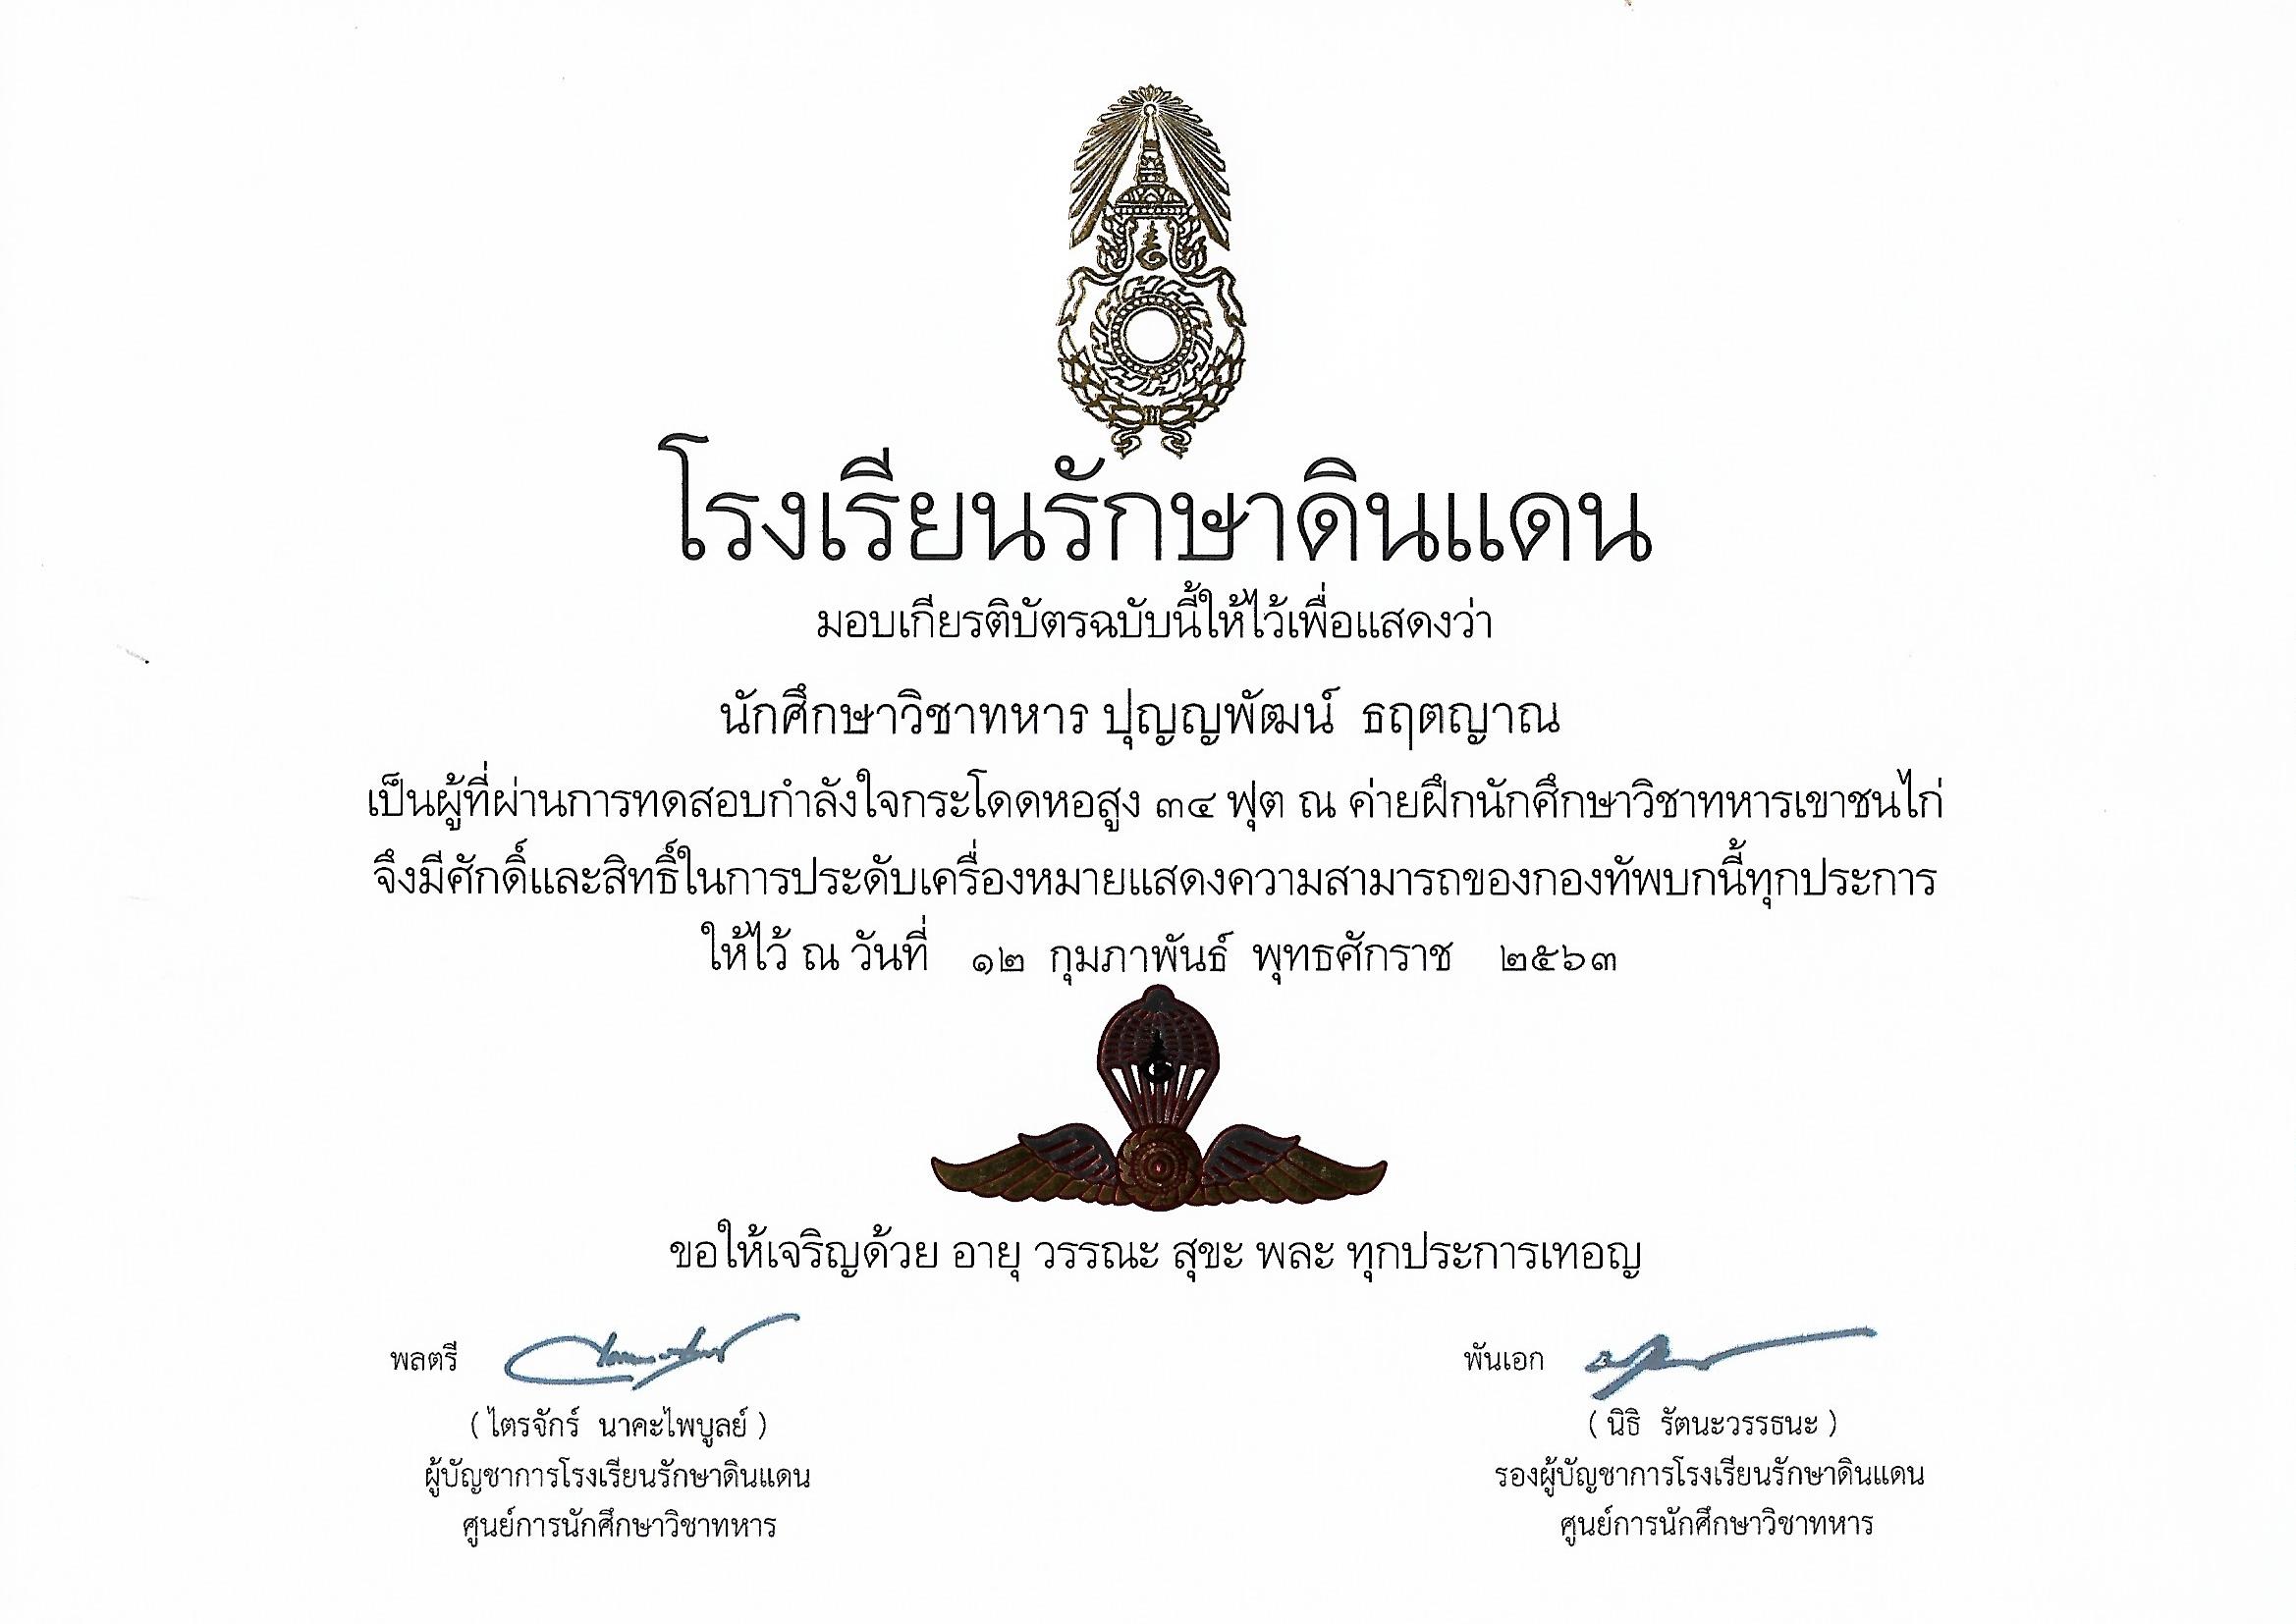 โรงเรียนรักษาดินแดน
มอบเกียรติบัตรฉบับนี้ให้ไว้เพื่อแสดงว่า
นักศึกษาวิชาทหาร ปุญญพัฒน์ ธฤตญาณ
เป็นผู้ที่ผ่านการทดสอบกำลังใจกระโดดหอสูง ๓๔ ฟุต ณ ค่ายฝึกนักศึกษาวิชาทหารเขาชนไก่
จึงมีศักดิ์และสิทธิ์ในการประดับเครื่องหมายแสดงความสามารถของกองทัพบกนี้ทุกประการ
ให้ไว้ ณ วันที่ ๑๒ กุมภาพันธ์ พุทธศักราช ๒๕๖๓
ขอให้เจริญด้วย อายุ วรรณะ สุขะ พละ ทุกประการเทอญ
พลตรี
( ไตรจักร์ นาคะไพบูลย์ )
ผู้บัญชาการโรงเรียนรักษาดินแดน
ศูนย์การนักศึกษาวิชาทหาร
พันเอก
( นิธิ รัตนะวรรธนะ )
รองผู้บัญชาการโรงเรียนรักษาดินแดน
ศูนย์การนักศึกษาวิชาทหาร